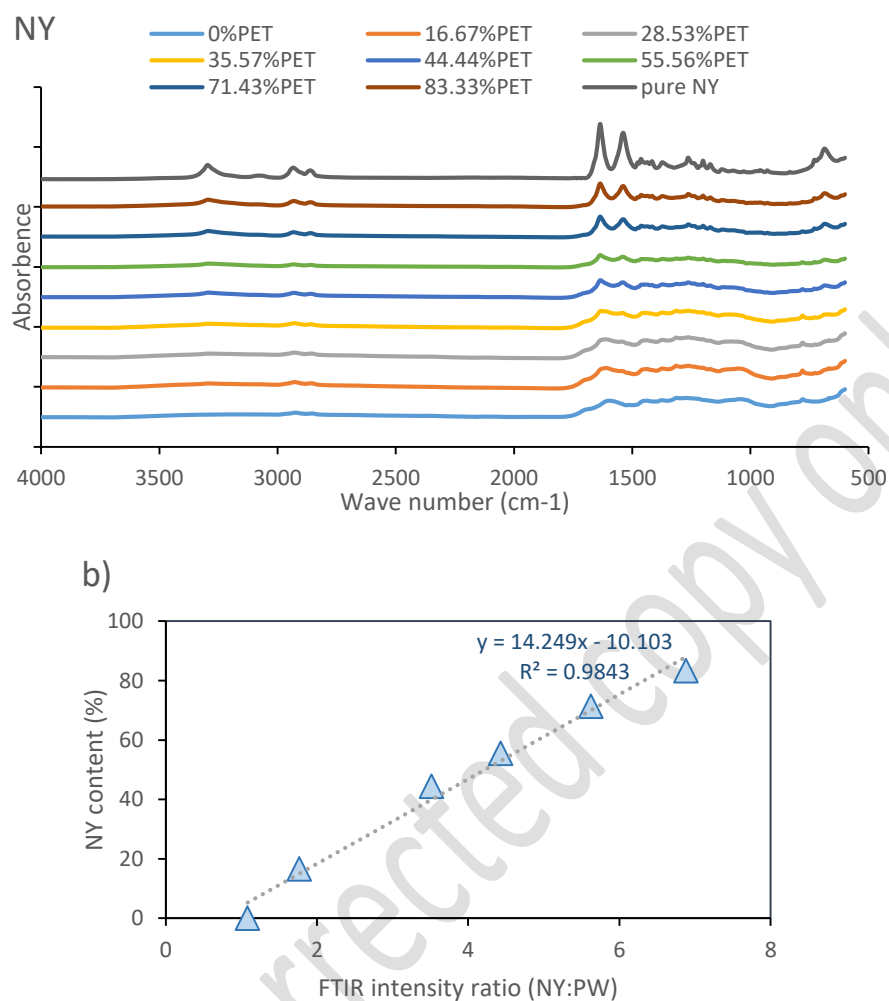 NY
0%PET 16.67%PET 28.53%PET
35.57%PET 44.44%PET 55.56%PET
71.43%PET 83.33%PET pure NY
Absorbence
4000 3500 3000 2500 2000 1500 1000 500
Wave number (cm-1)
b)
y = 14.249x - 10.103
R² = 0.9843
100
80
60
40
20
0
NY content (%)
0 2 4 6 8
FTIR intensity ratio (NY:PW)
rrected copy on